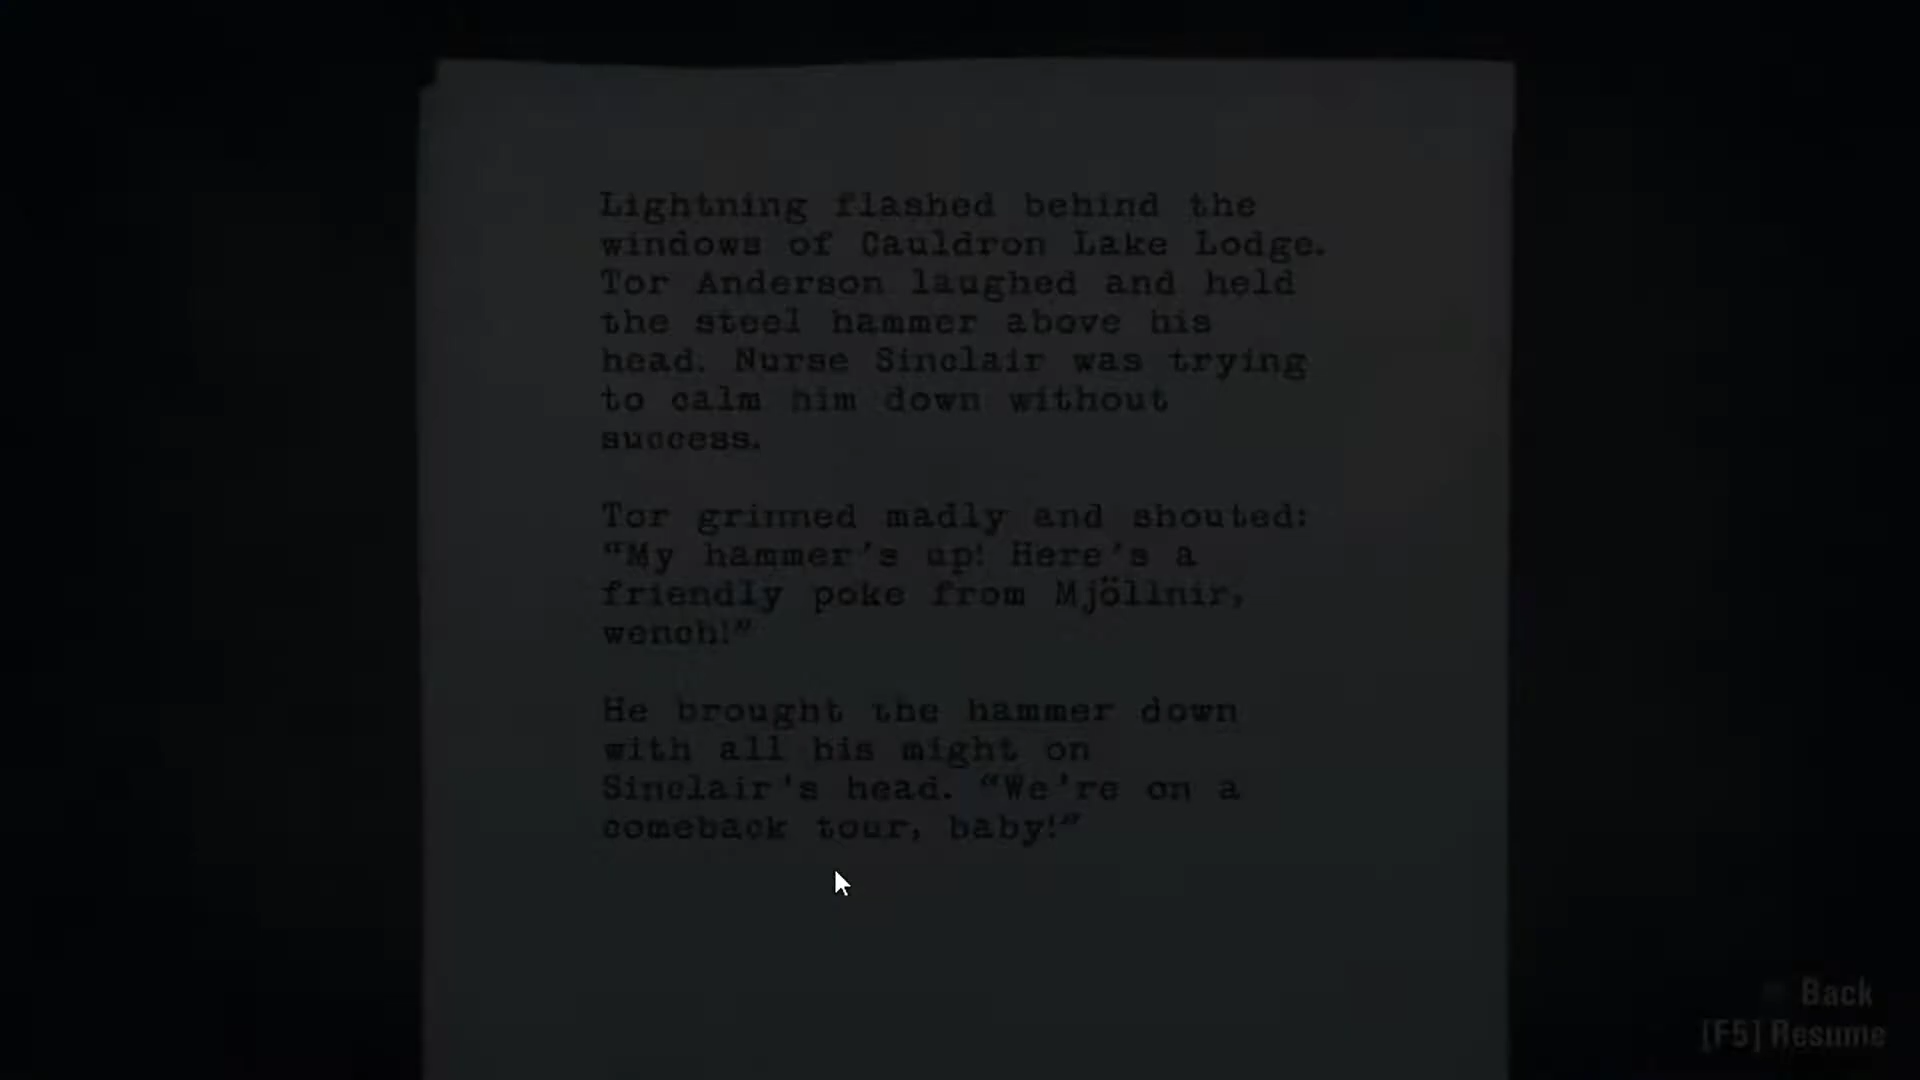 Lightning flashed behind the
windows of Cauldron Lake Lodge.
Tor Anderson laughed and held
the steel hammer above his
head. Nurse Sinclair was trying
to calm him down without
success.
Tor grinned madly and shouted:
“My hammer's up! Here's a
friendly poke from Mjöllnir,
wench!”
He brought the hammer down
with all his might on
Sinclair's head. “We're on a
comeback tour, baby!”
Back
[F5] Resume